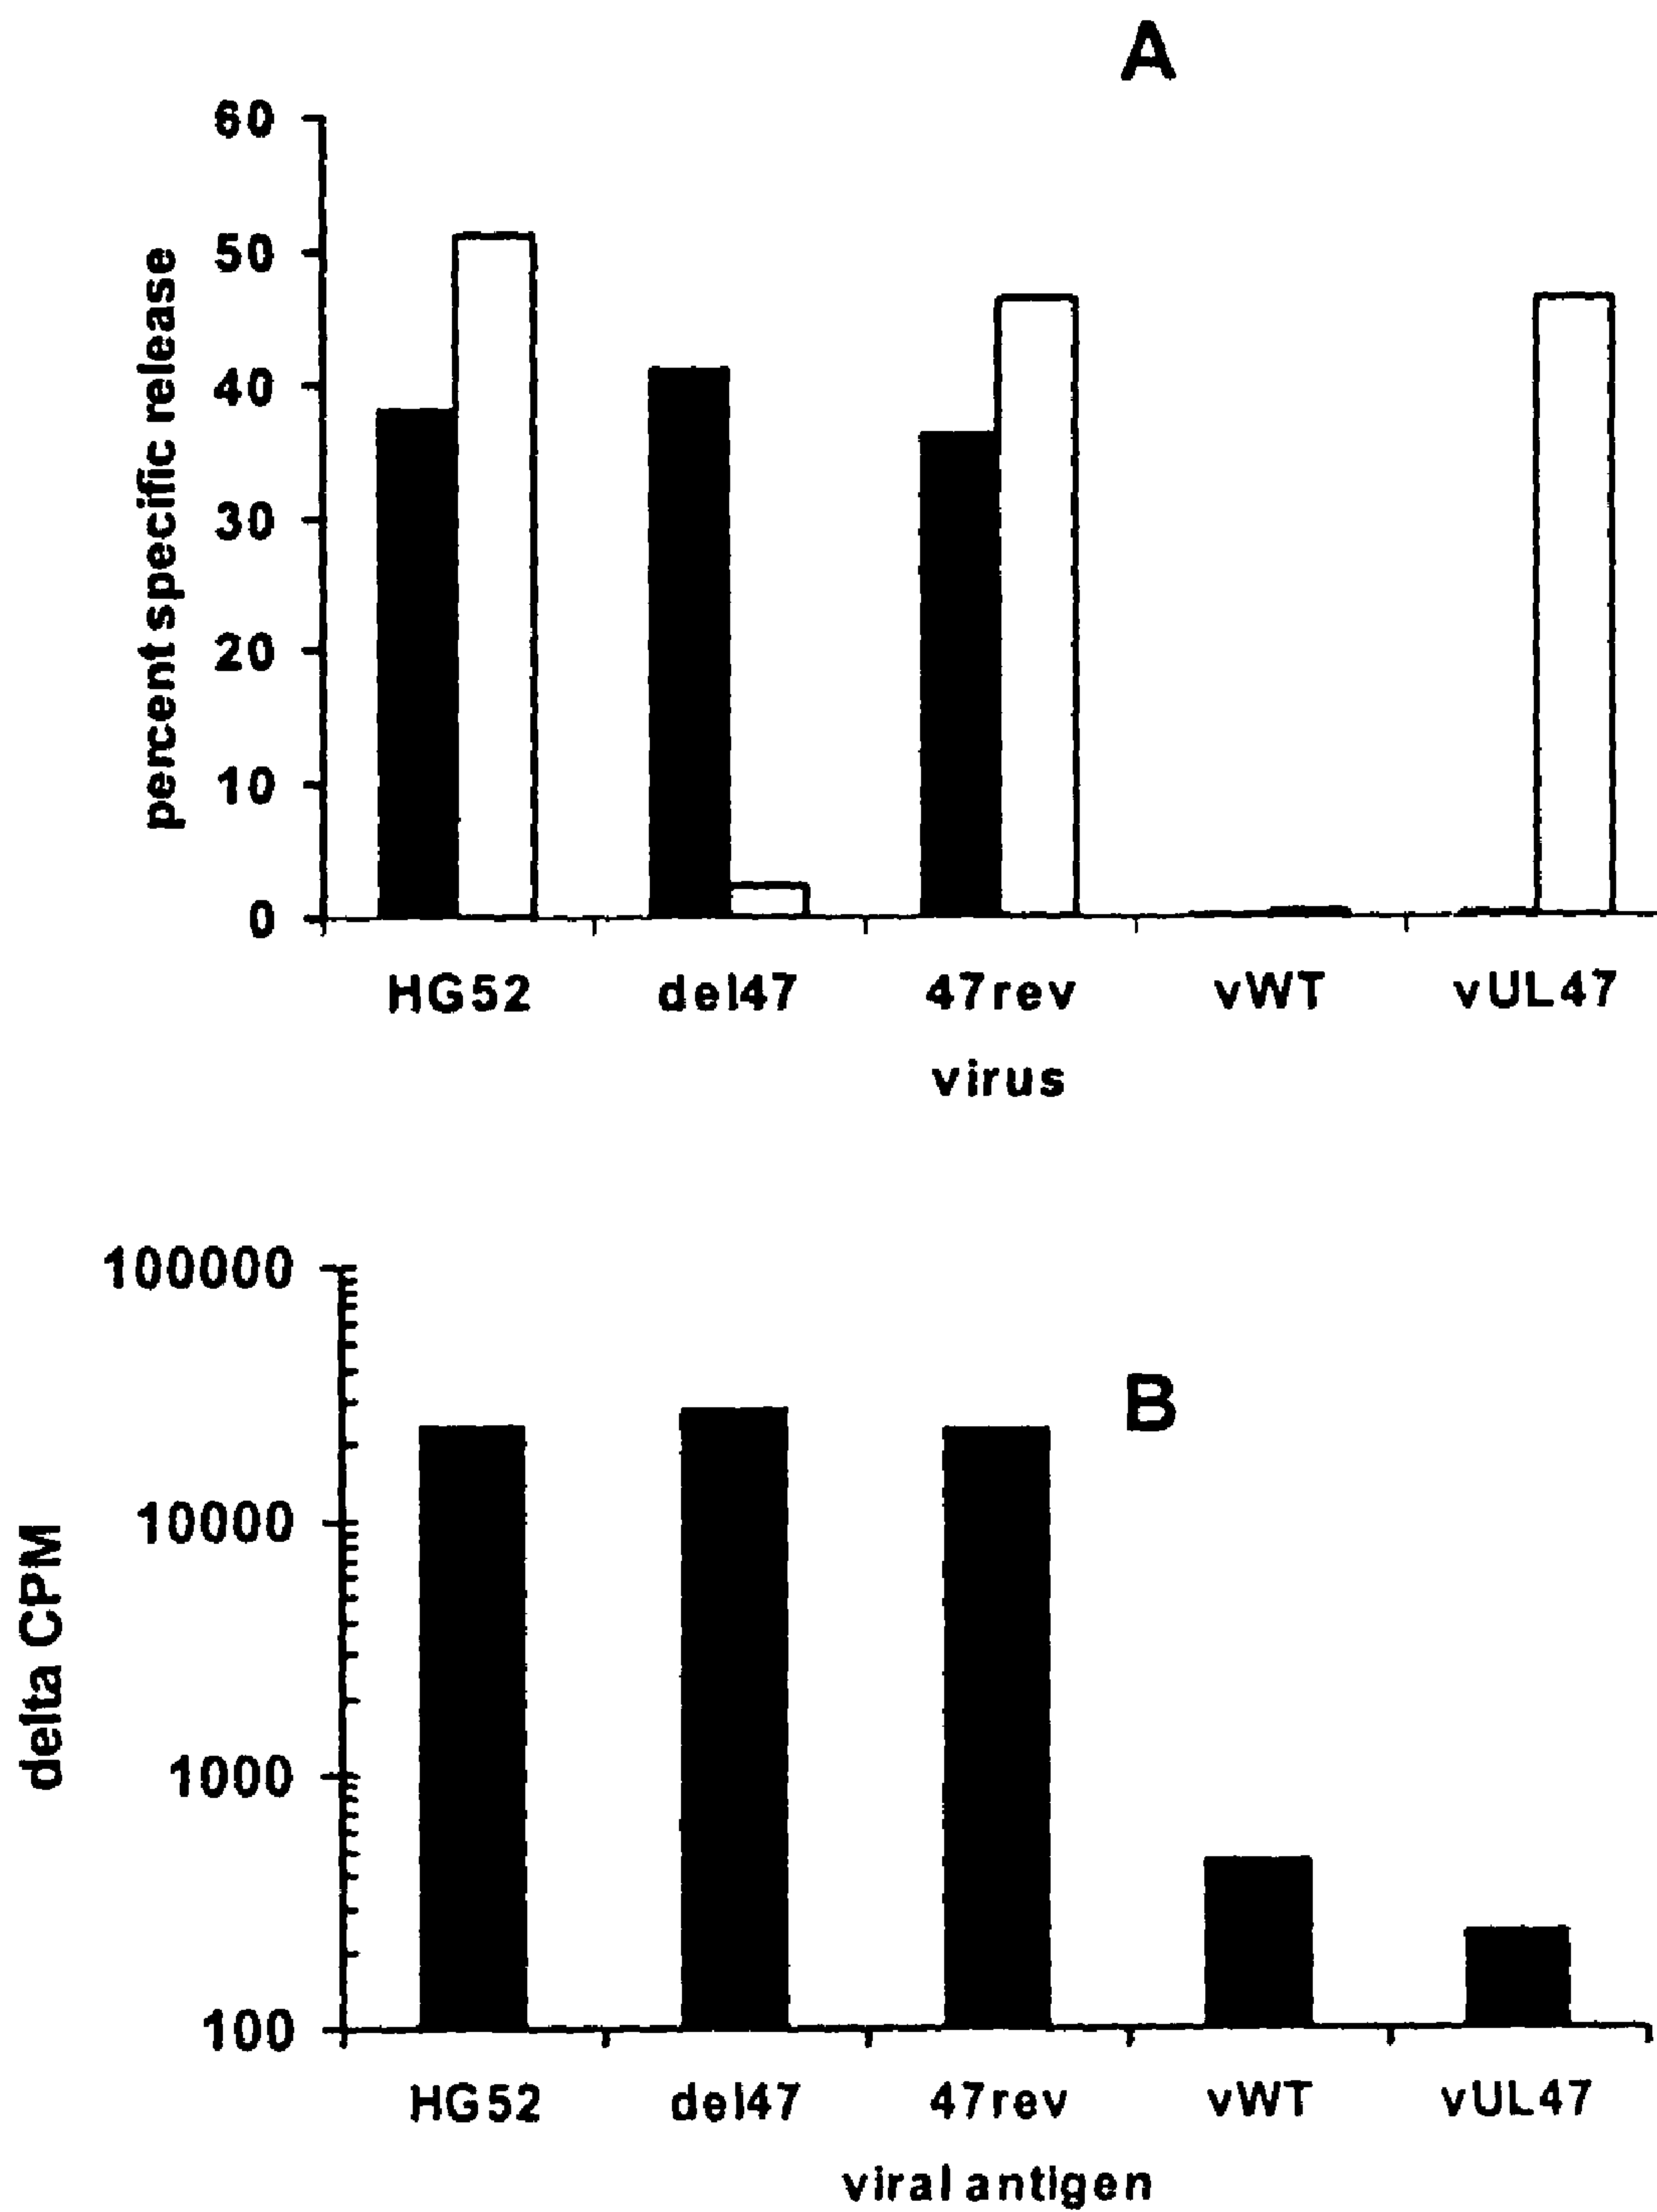 A
60
50
40
30
20
10
0
percent specific release
HG52 del47 47rev vWT vUL47
virus
100000
10000
1000
100
delta CPM
B
HG52 del47 47rev vWT vUL47
viral antigen